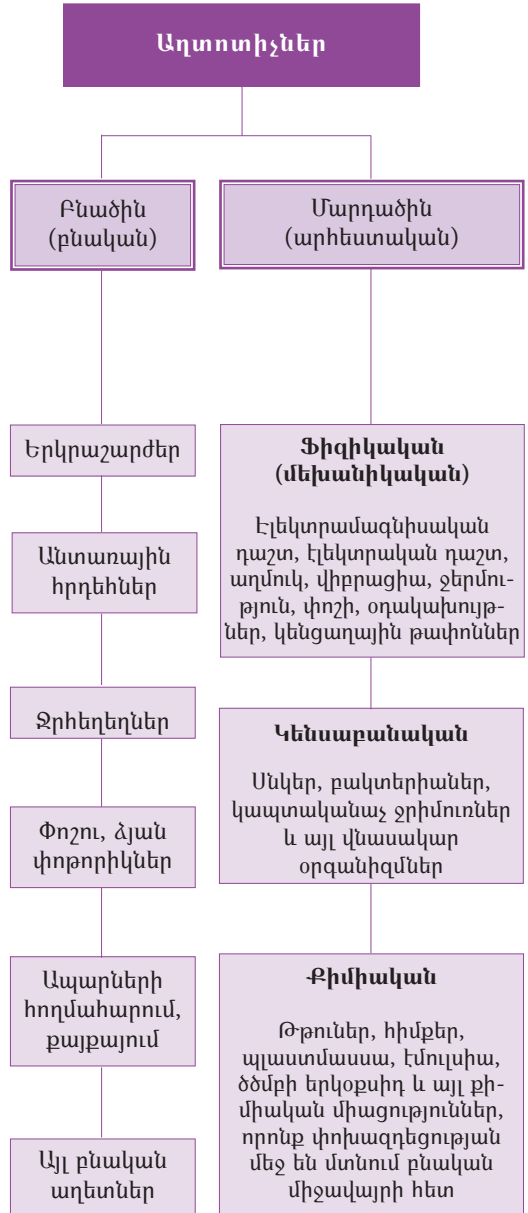 Աղտոտիչներ
Բնածին
(բնական)
Մարդածին
(արհեստական)
Երկրաշարժեր
Անտառային
հրդեհներ
Ջրհեղեղներ
Փոշու, ձյան
փոթորիկներ
Ապարների
հողմահարում,
քայքայում
Այլ բնական
աղետներ
Ֆիզիկական
(մեխանիկական)
Էլեկտրամագնիսական
դաշտ, էլեկտրական դաշտ,
աղմուկ, վիբրացիա, ջերմու-
թյուն, փոշի, օդակախույթ-
ներ, կենցաղային թափոններ
Կենսաբանական
Սնկեր, բակտերիաներ,
կապտականաչ ջրիմուռներ
և այլ վնասակար
օրգանիզմներ
Քիմիական
Թթուներ, հիմքեր,
պլաստմասսա, էմուլսիա,
ծծմբի երկօքսիդ և այլ քի-
միական միացություններ,
որոնք փոխազդեցության
մեջ են մտնում բնական
միջավայրի հետ